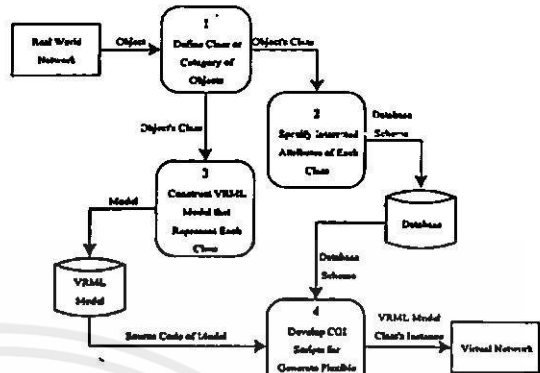 Real World
Network
Object
1
Define Class or
Category of
Objects
Object's Class
Object's Class
2
Specify Interested
Attributes of Each
Class
Database
Scheme
Database
3
Construct VRML
Model that
Represent Each
Class
Model
VRML
Model
Database
Scheme
Source Code of Model
4
Develop CGI
Scripts for
Generate Flexible
VRML Model
Class's Instance
Virtual Network